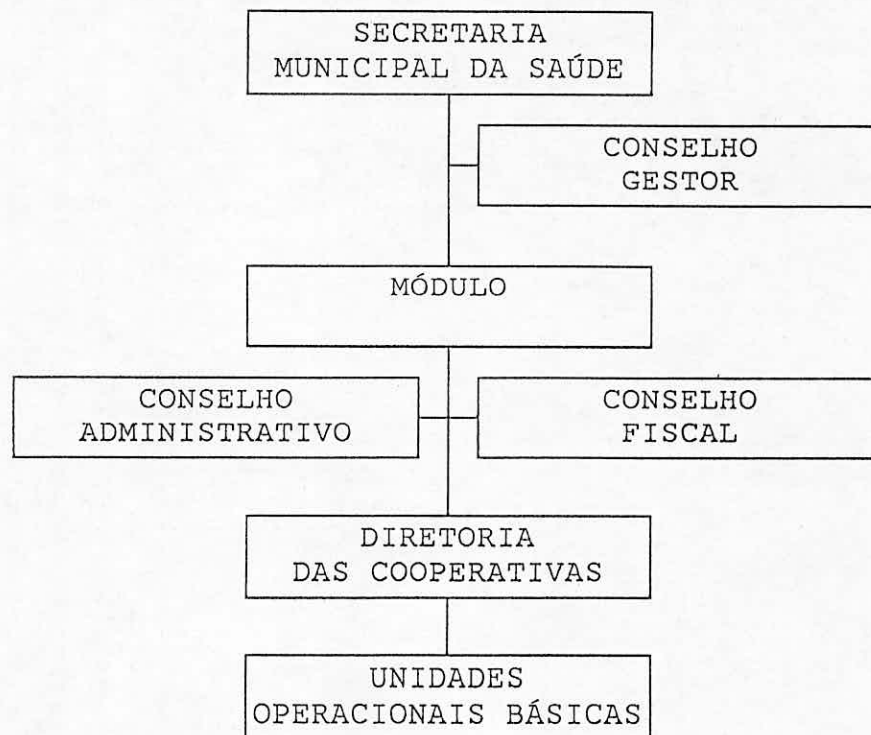 SECRETARIA
MUNICIPAL DA SAÚDE
CONSELHO
GESTOR
MÓDULO
CONSELHO
ADMINISTRATIVO
CONSELHO
FISCAL
DIRETORIA
DAS COOPERATIVAS
UNIDADES
OPERACIONAIS BÁSICAS